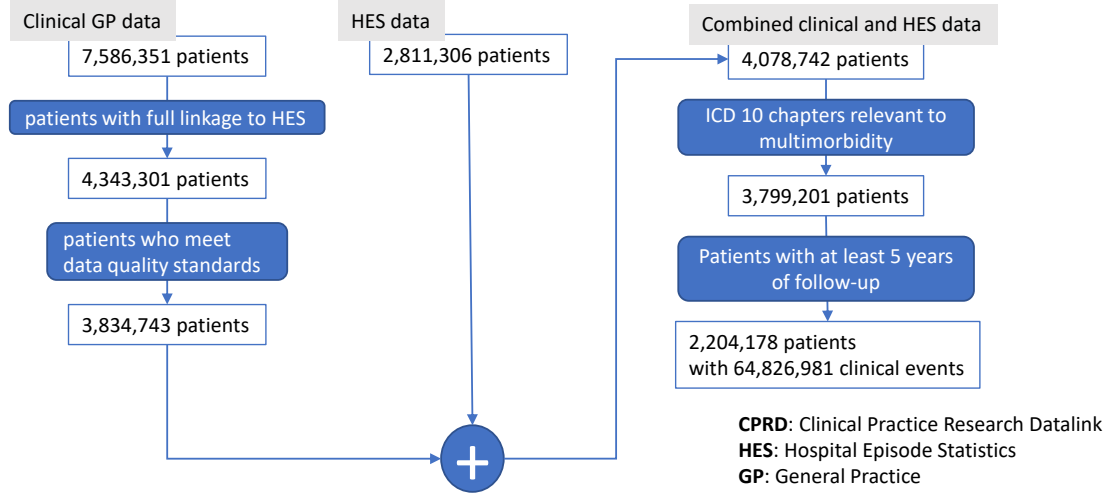 Clinical GP data
7,586,351 patients
patients with full linkage to HES
4,343,301 patients
patients who meet
data quality standards
3,834,743 patients
HES data
2,811,306 patients
+
Combined clinical and HES data
4,078,742 patients
ICD 10 chapters relevant to
multimorbidity
3,799,201 patients
Patients with at least 5 years
of follow-up
2,204,178 patients
with 64,826,981 clinical events
CPRD: Clinical Practice Research Datalink
HES: Hospital Episode Statistics
GP: General Practice